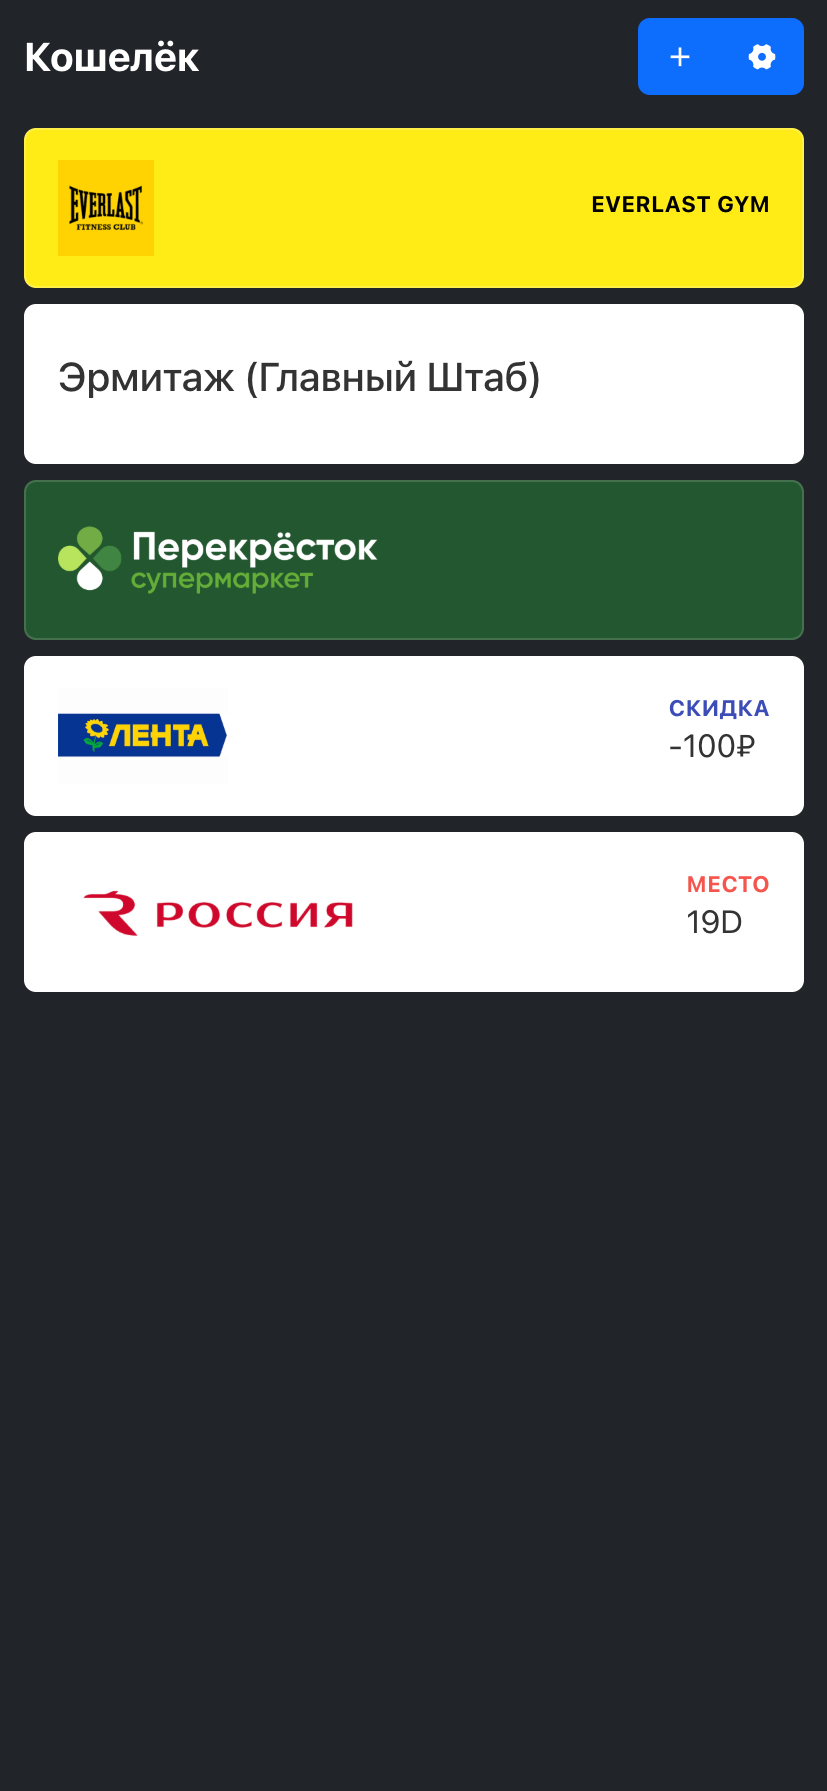 Кошелёк
EVERLAST
FITNESS CLUB
EVERLAST GYM
Эрмитаж (Главный Штаб)
Перекрёсток
супермаркет
ЛЕНТА
СКИДКА
-100₽
РОССИЯ
МЕСТО
19D